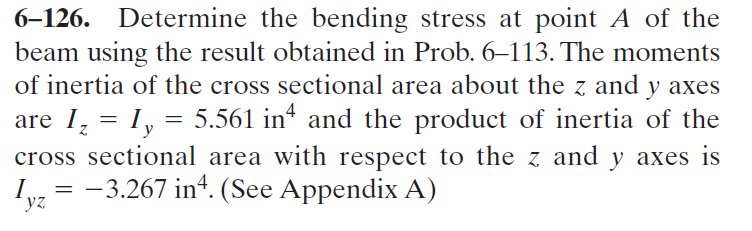 6–126. Determine the bending stress at point A of the
beam using the result obtained in Prob. 6–113. The moments
of inertia of the cross sectional area about the z and y axes
are I_z = I_y = 5.561 in⁴ and the product of inertia of the
cross sectional area with respect to the z and y axes is
I_yz = −3.267 in⁴. (See Appendix A)